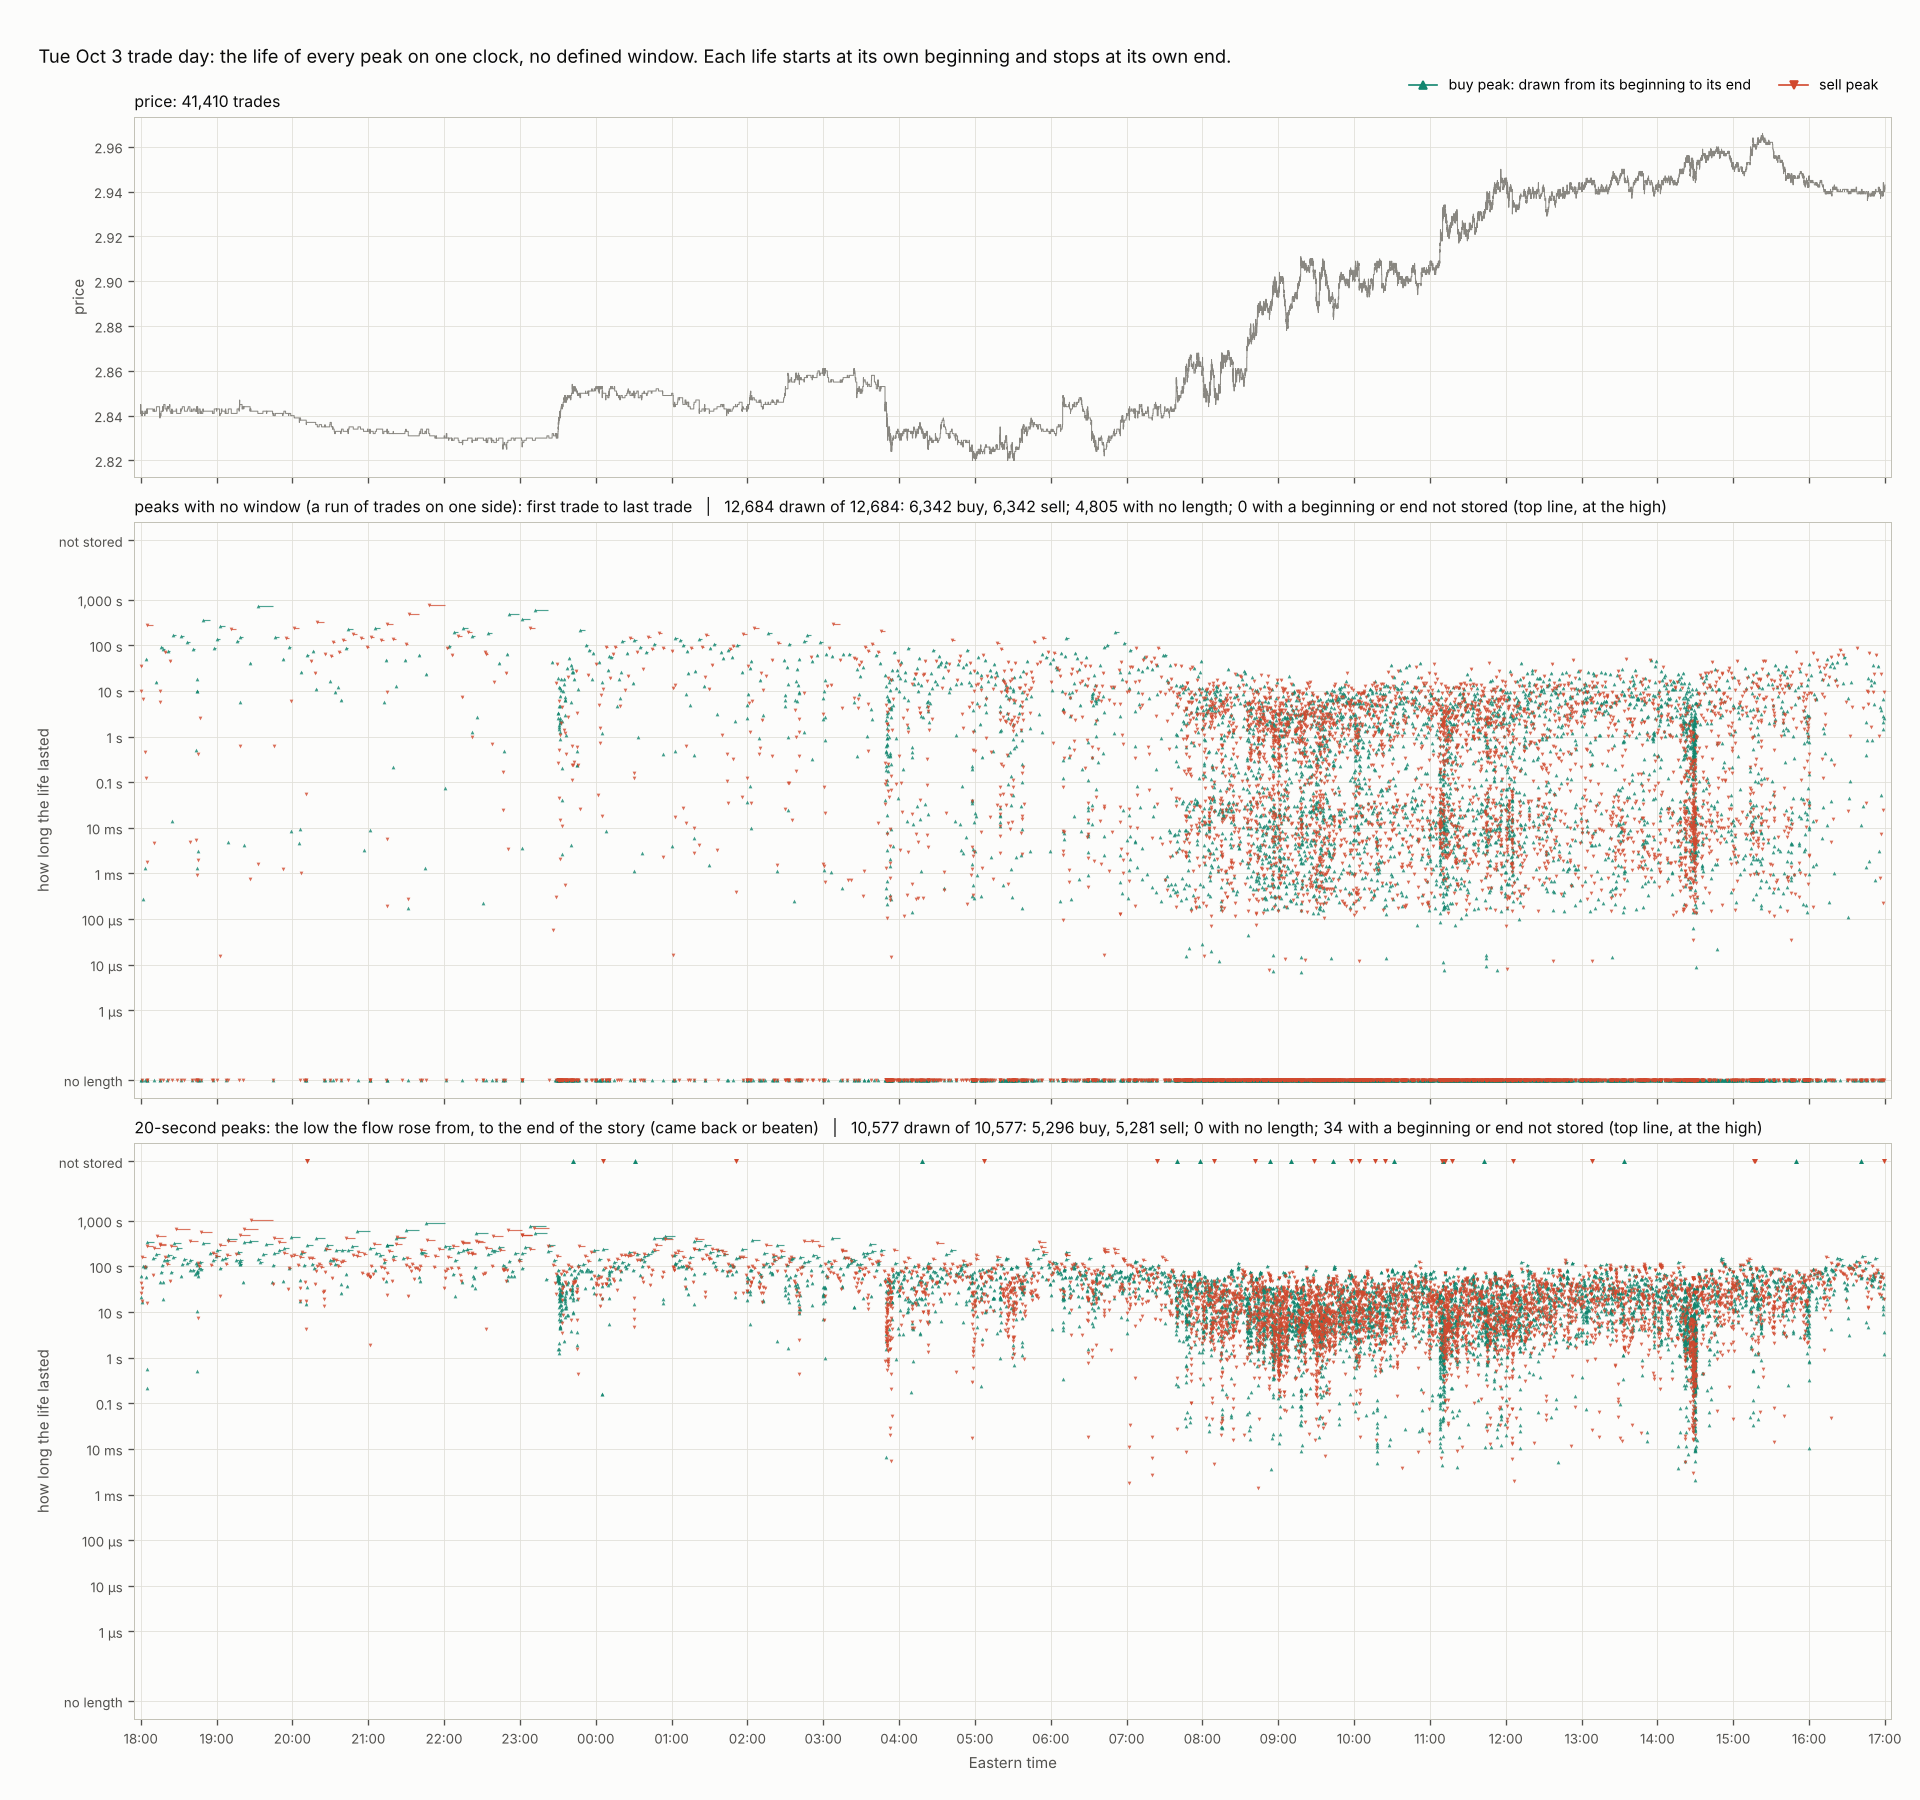 Tue Oct 3 trade day: the life of every peak on one clock, no defined window. Each life starts at its own beginning and stops at its own end.
buy peak: drawn from its beginning to its end
sell peak
price: 41,410 trades
2.96
2.94
2.92
2.90
2.88
2.86
2.84
2.82
price
peaks with no window (a run of trades on one side): first trade to last trade | 12,684 drawn of 12,684: 6,342 buy, 6,342 sell; 4,805 with no length; 0 with a beginning or end not stored (top line, at the high)
not stored
1,000 s
100 s
10 s
1 s
0.1 s
10 ms
1 ms
100 µs
10 µs
1 µs
no length
how long the life lasted
20-second peaks: the low the flow rose from, to the end of the story (came back or beaten) | 10,577 drawn of 10,577: 5,296 buy, 5,281 sell; 0 with no length; 34 with a beginning or end not stored (top line, at the high)
not stored
1,000 s
100 s
10 s
1 s
0.1 s
10 ms
1 ms
100 µs
10 µs
1 µs
no length
how long the life lasted
18:00 19:00 20:00 21:00 22:00 23:00 00:00 01:00 02:00 03:00 04:00 05:00 06:00 07:00 08:00 09:00 10:00 11:00 12:00 13:00 14:00 15:00 16:00 17:00
Eastern time